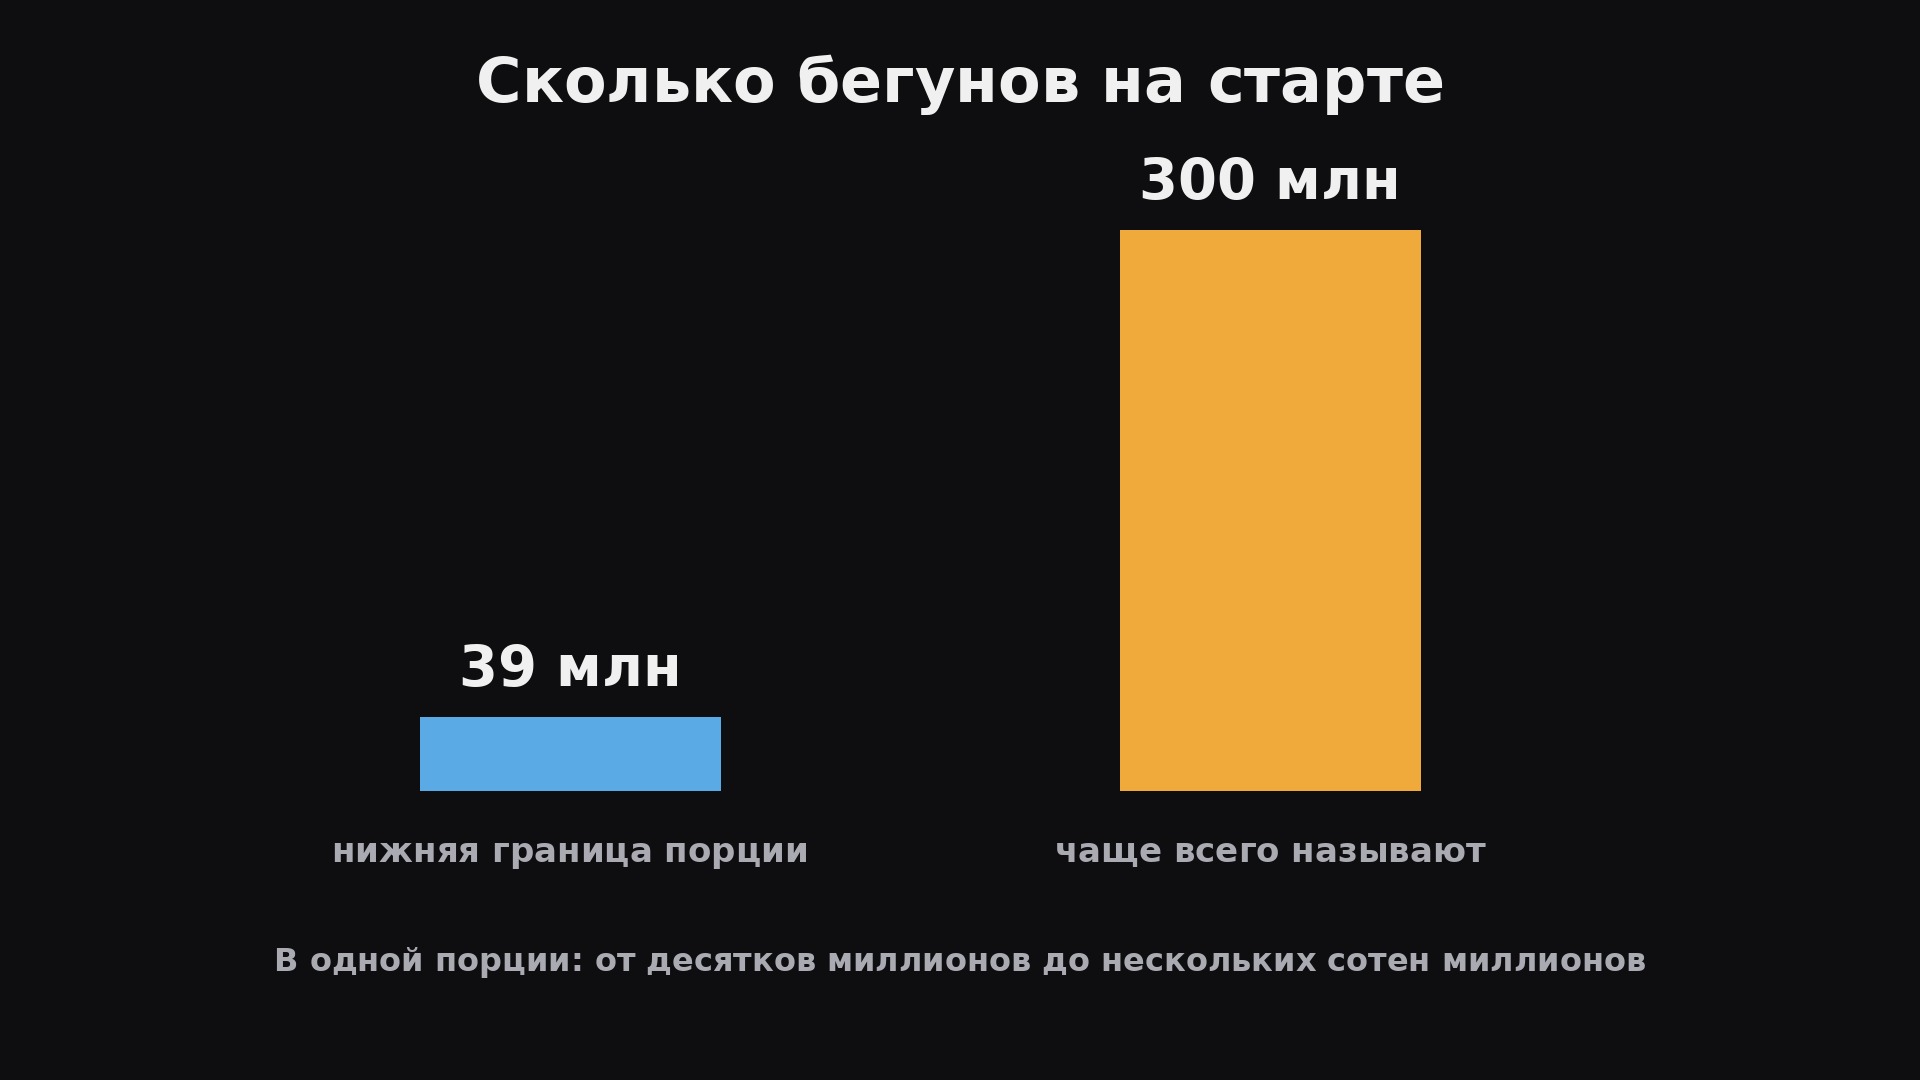 Сколько бегунов на старте
300 млн
39 млн
нижняя граница порции
чаще всего называют
В одной порции: от десятков миллионов до нескольких сотен миллионов